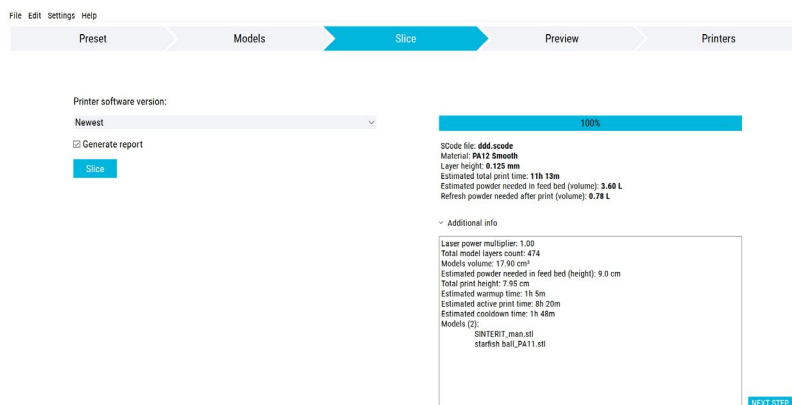 File Edit Settings Help
Preset Models Slice Preview Printers
Printer software version:
Newest
Generate report
Slice
100%
SCode file: ddd.scode
Material: PA12 Smooth
Layer height: 0.125 mm
Estimated total print time: 11h 13m
Estimated powder needed in feed bed (volume): 3.60 L
Refresh powder needed after print (volume): 0.78 L
Additional info
Laser power multiplier: 1.00
Total model layers count: 474
Models volume: 17.90 cm³
Estimated powder needed in feed bed (height): 9.0 cm
Total print height: 7.95 cm
Estimated warmup time: 1h 5m
Estimated active print time: 8h 20m
Estimated cooldown time: 1h 48m
Models (2):
SINTERIT_man.stl
starfish ball_PA11.stl
NEXT STEP